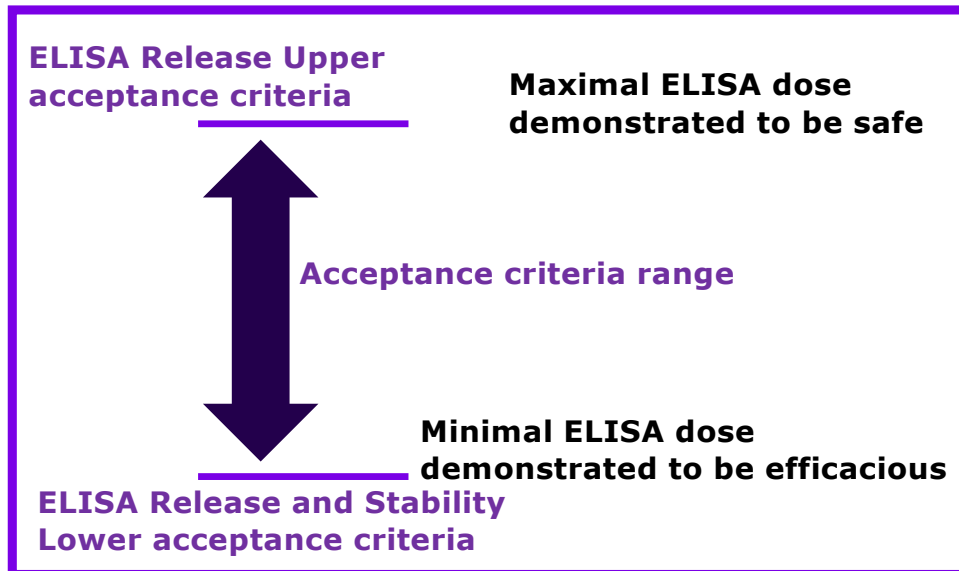 ELISA Release Upper
acceptance criteria
Maximal ELISA dose
demonstrated to be safe
Acceptance criteria range
Minimal ELISA dose
demonstrated to be efficacious
ELISA Release and Stability
Lower acceptance criteria